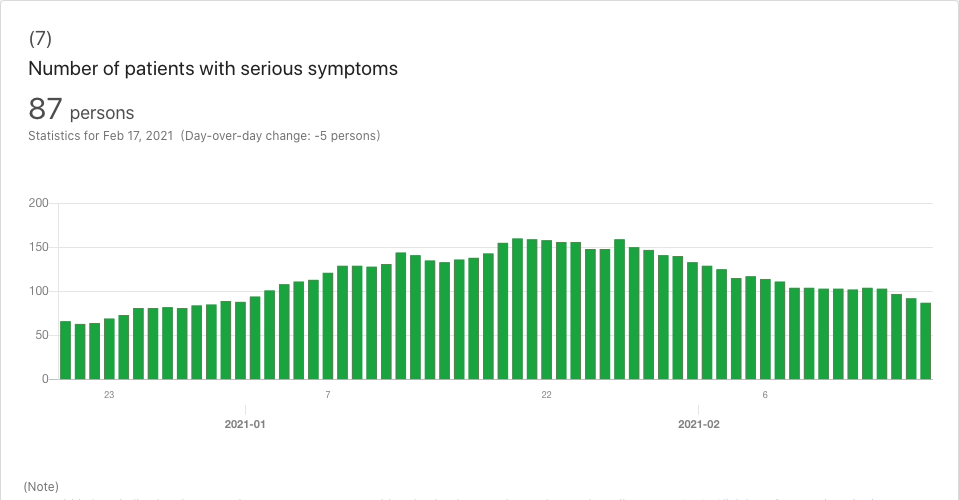 (7)
Number of patients with serious symptoms
87 persons
Statistics for Feb 17, 2021 (Day-over-day change: -5 persons)
200
150
100
50
0
23 7 22 6
2021-01 2021-02
(Note)